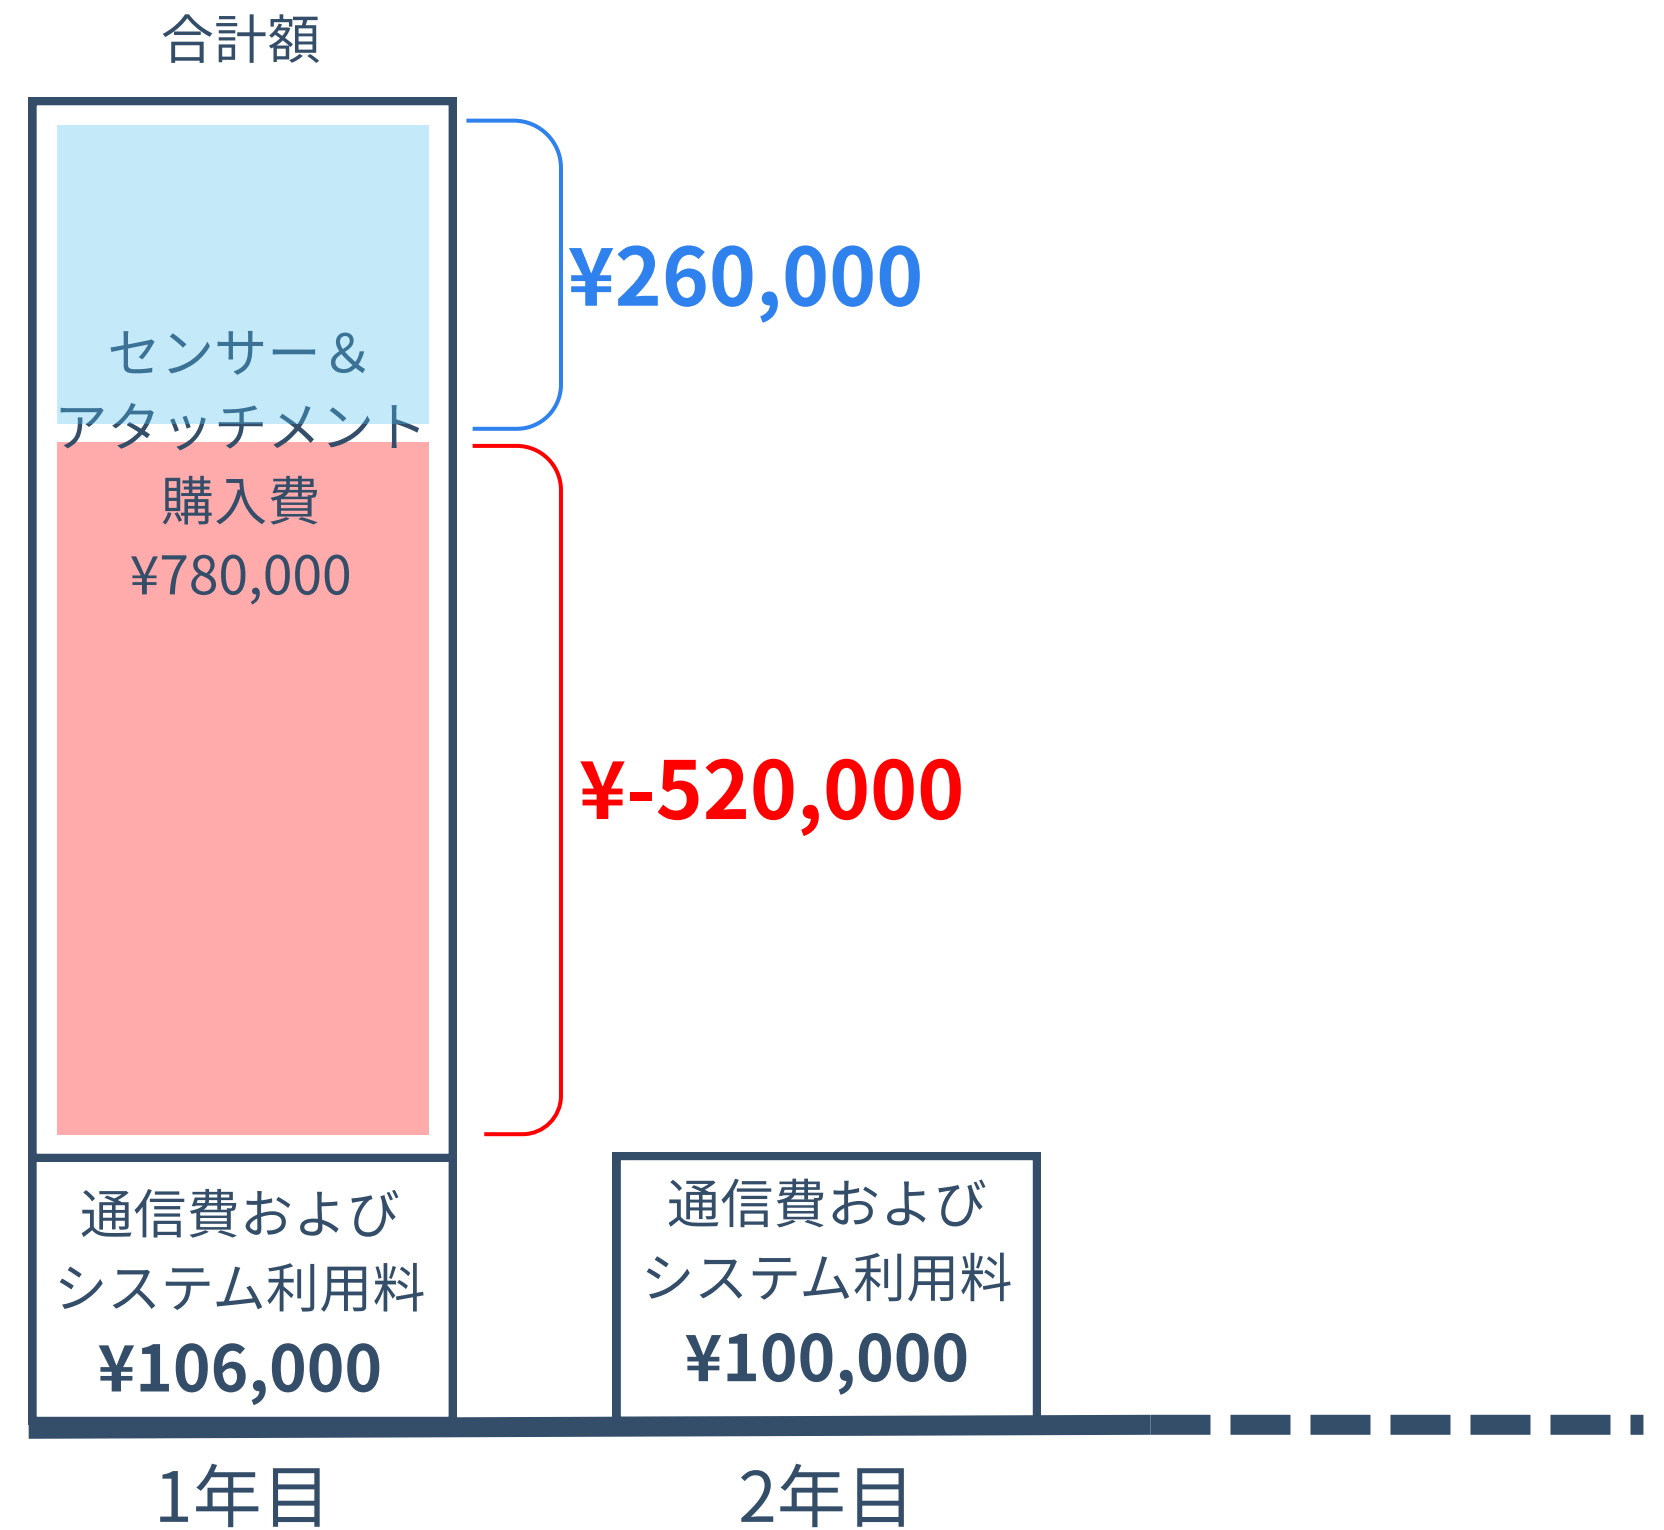 合計額
¥260,000
センサー＆
アタッチメント
購入費
¥780,000
¥-520,000
通信費および
システム利用料
¥106,000
通信費および
システム利用料
¥100,000
1年目
2年目